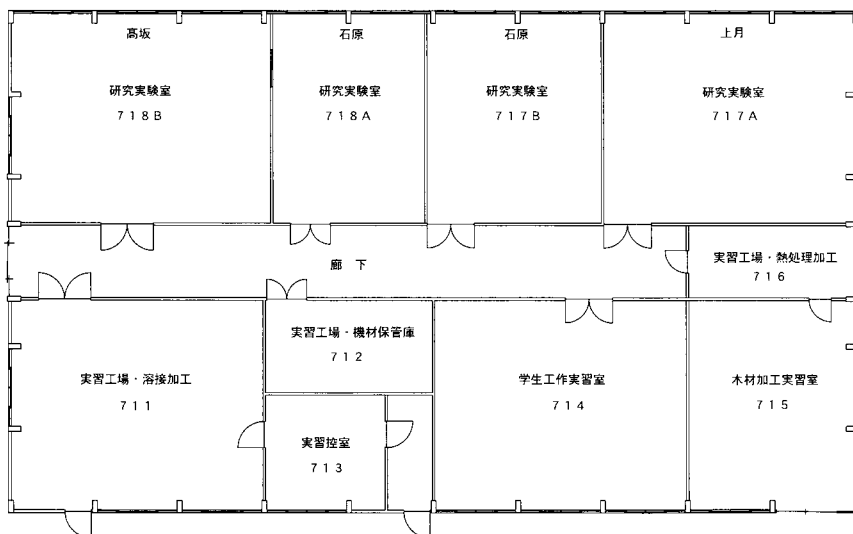 髙坂
研究実験室
718B
石原
研究実験室
718A
石原
研究実験室
717B
上月
研究実験室
717A
廊下
実習工場・熱処理加工
716
実習工場・溶接加工
711
実習工場・機材保管庫
712
実習控室
713
学生工作実習室
714
木材加工実習室
715